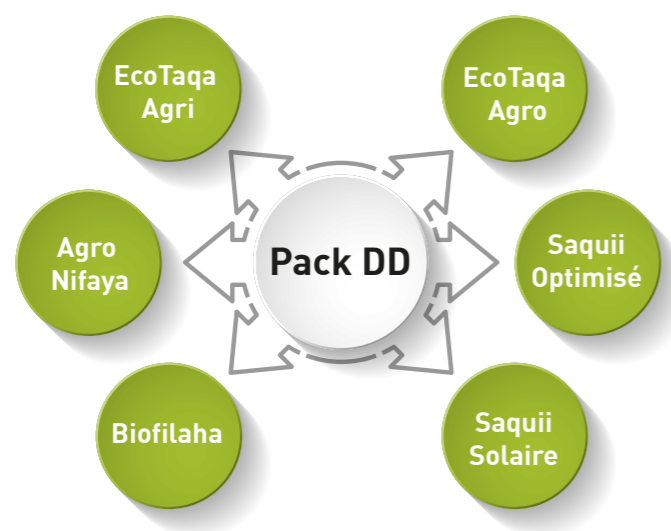 EcoTaqa
Agri
EcoTaqa
Agro
Agro
Nifaya
Pack DD
Saquii
Optimisé
Biofilaha
Saquii
Solaire